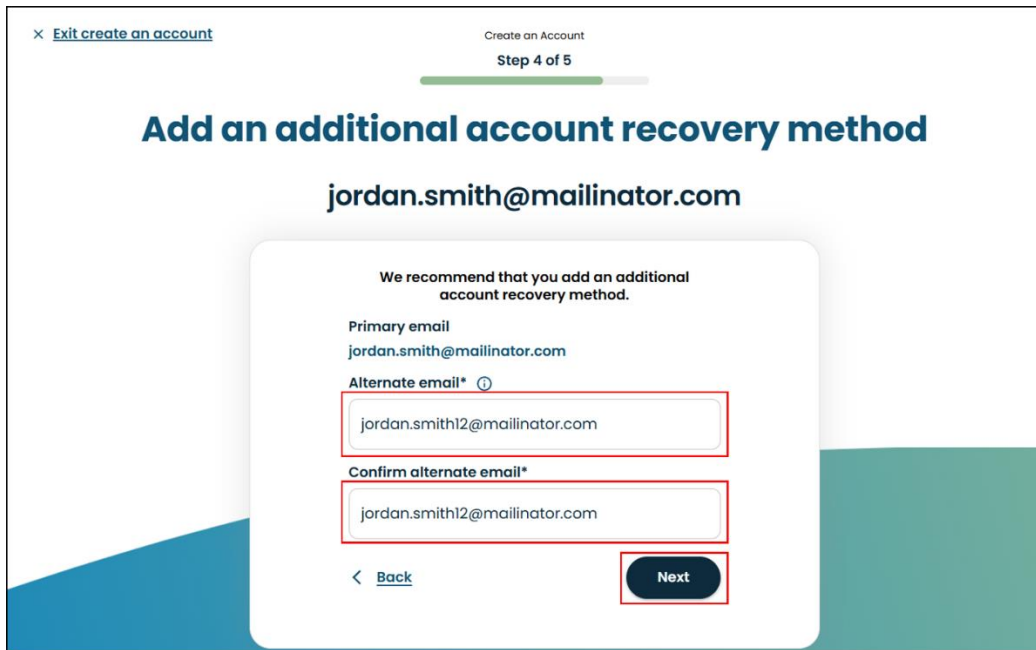 × Exit create an account
Create an Account
Step 4 of 5
Add an additional account recovery method
jordan.smith@mailinator.com
We recommend that you add an additional
account recovery method.
Primary email
jordan.smith@mailinator.com
Alternate email*
jordan.smith12@mailinator.com
Confirm alternate email*
jordan.smith12@mailinator.com
Back
Next